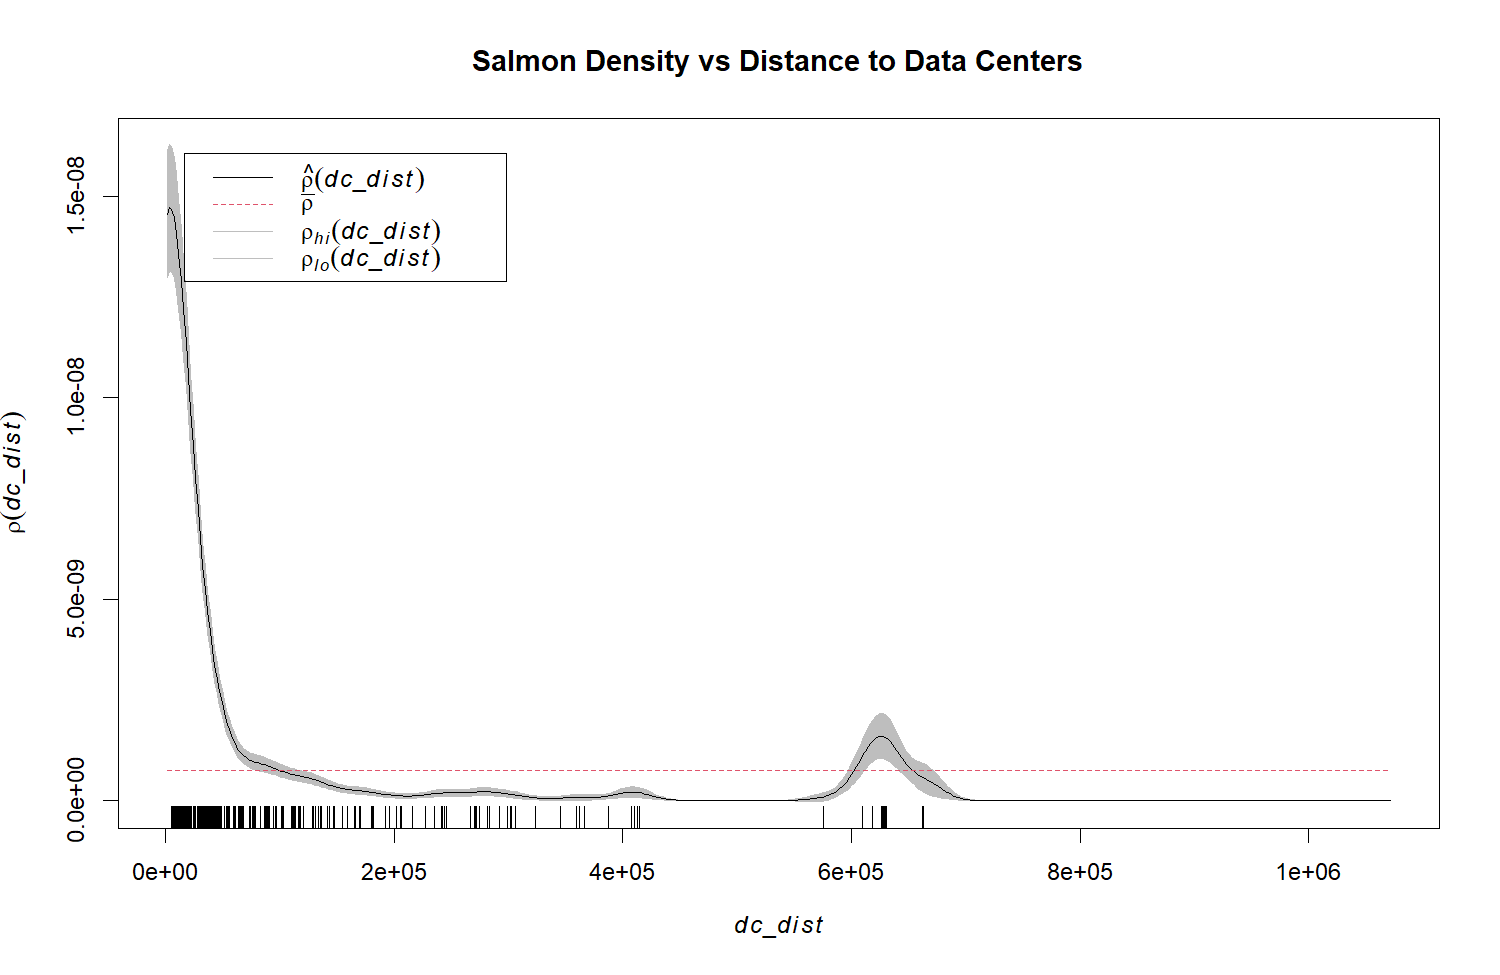 Salmon Density vs Distance to Data Centers
ρ̂(dc_dist)
ρ̅
ρhi(dc_dist)
ρlo(dc_dist)
ρ(dc_dist)
1.5e-08
1.0e-08
5.0e-09
0.0e+00
0e+00 2e+05 4e+05 6e+05 8e+05 1e+06
dc_dist